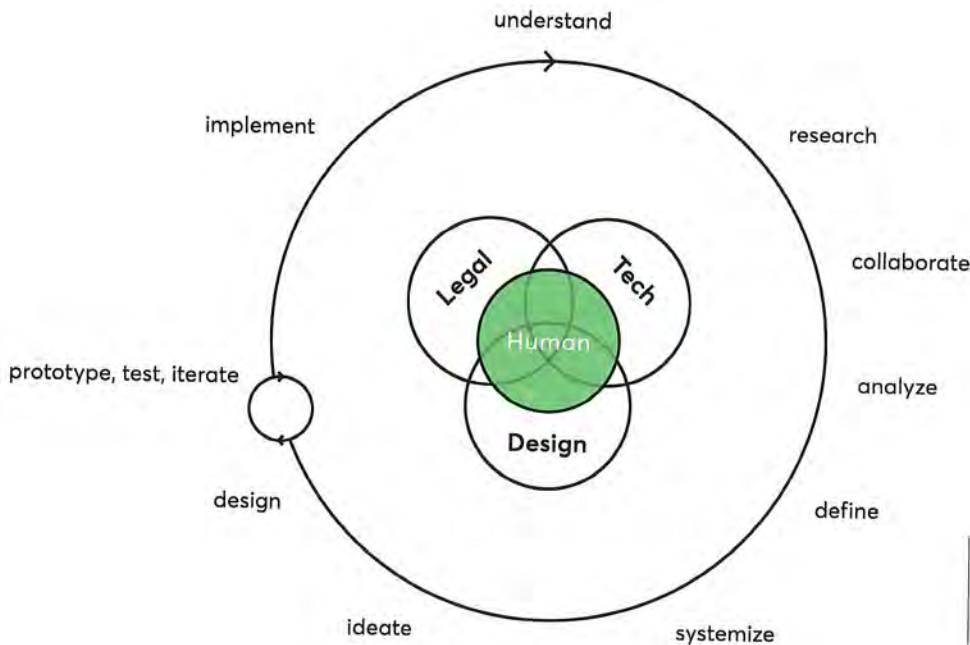 understand
implement
research
Legal
Tech
collaborate
Human
prototype, test, iterate
analyze
Design
design
define
ideate
systemize